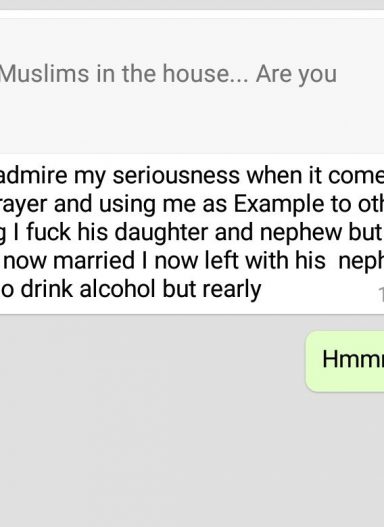 Muslims in the house... Are you
admire my seriousness when it come
rayer and using me as Example to oth
g I fuck his daughter and nephew but
now married I now left with his neph
o drink alcohol but rearly
1
Hmm